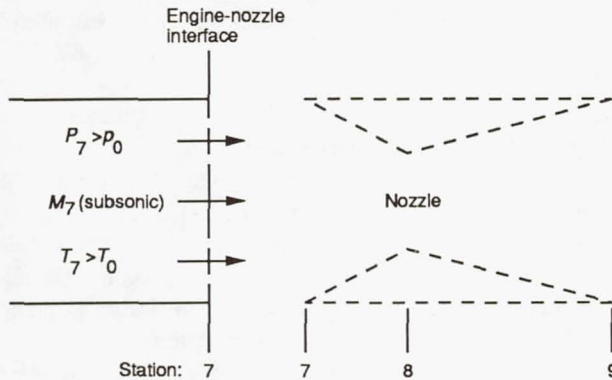 Engine-nozzle
interface
P7 >p0
M7 (subsonic)
Nozzle
T7 >T0
Station: 7 7 8 9